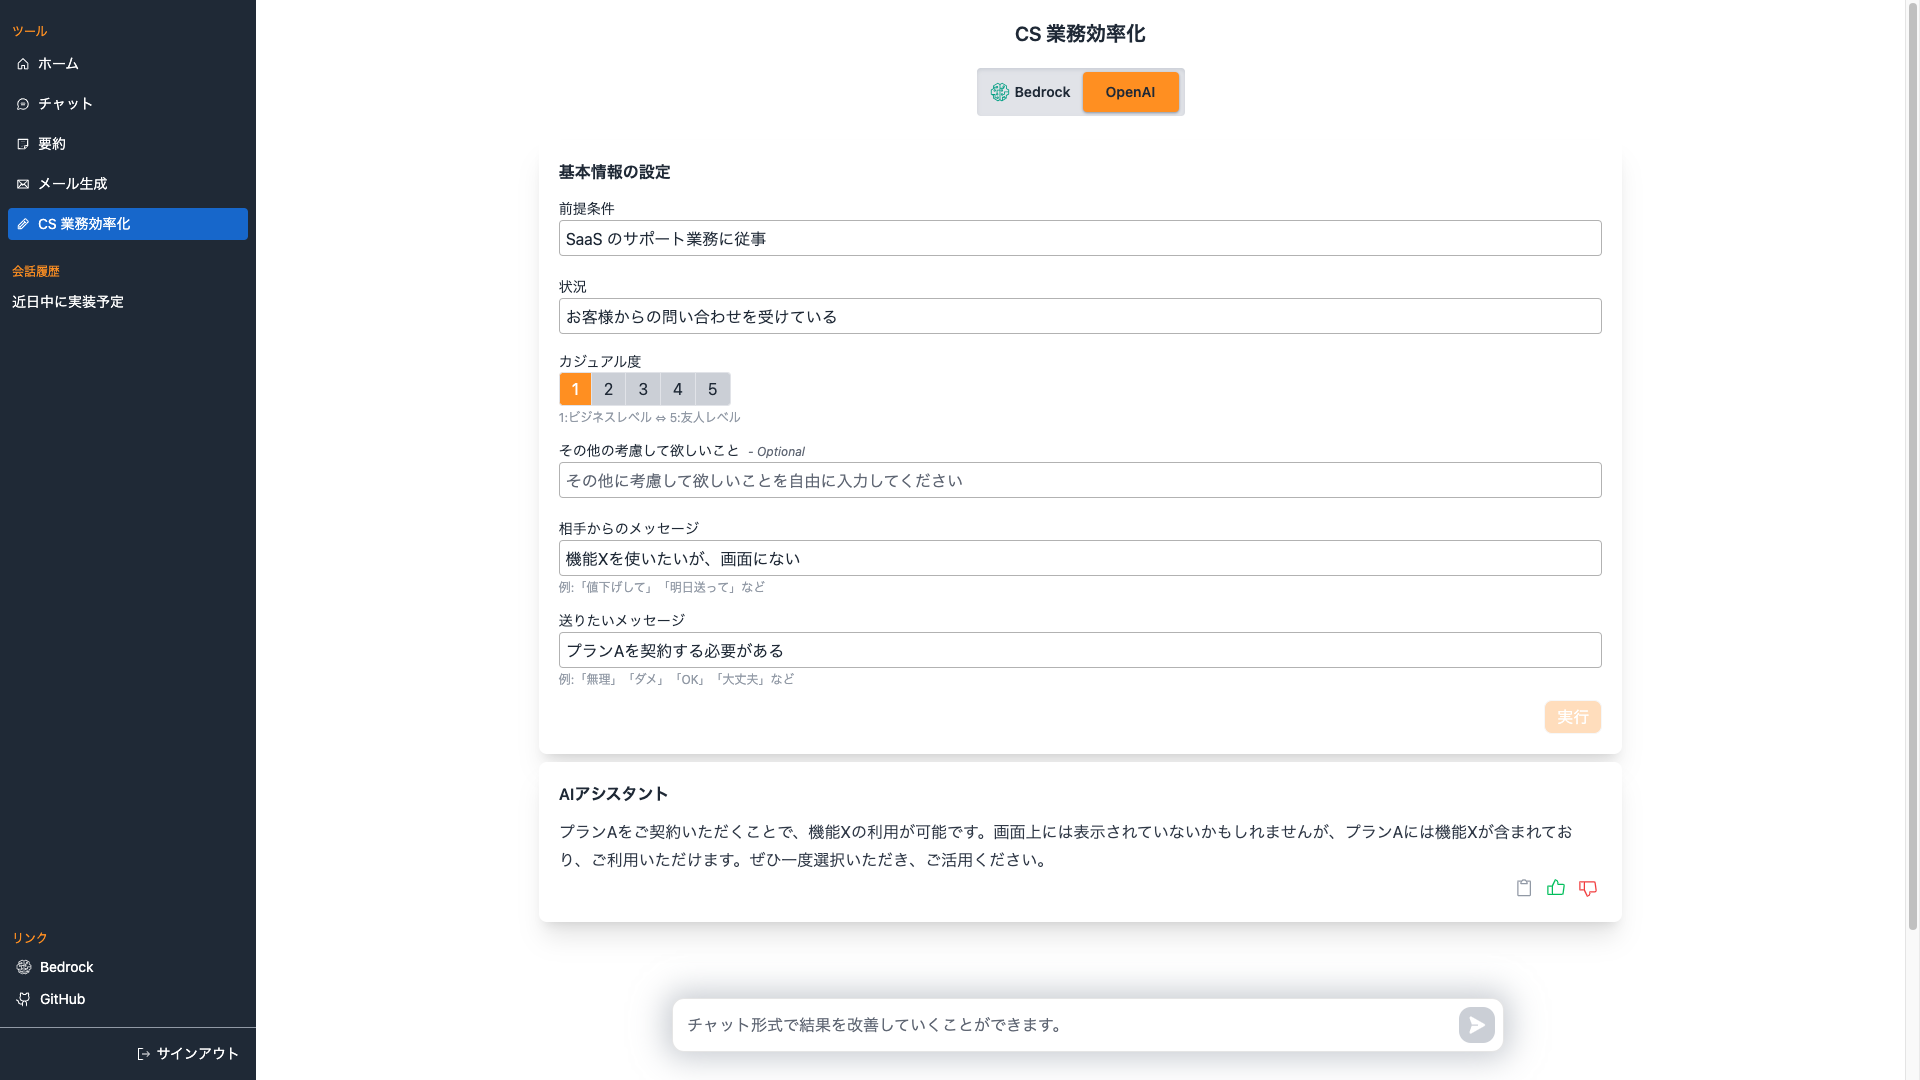 ツール
ホーム
チャット
要約
メール生成
CS 業務効率化
会話履歴
近日中に実装予定
リンク
Bedrock
GitHub
サインアウト
CS 業務効率化
Bedrock
OpenAI
基本情報の設定
前提条件
SaaS のサポート業務に従事
状況
お客様からの問い合わせを受けている
カジュアル度
1 2 3 4 5
1:ビジネスレベル ⇔ 5:友人レベル
その他の考慮して欲しいこと - Optional
その他に考慮して欲しいことを自由に入力してください
相手からのメッセージ
機能Xを使いたいが、画面にない
例:「値下げして」「明日送って」など
送りたいメッセージ
プランAを契約する必要がある
例:「無理」「ダメ」「OK」「大丈夫」など
実行
AIアシスタント
プランAをご契約いただくことで、機能Xの利用が可能です。画面上には表示されていないかもしれませんが、プランAには機能Xが含まれてお
り、ご利用いただけます。ぜひ一度選択いただき、ご活用ください。
チャット形式で結果を改善していくことができます。